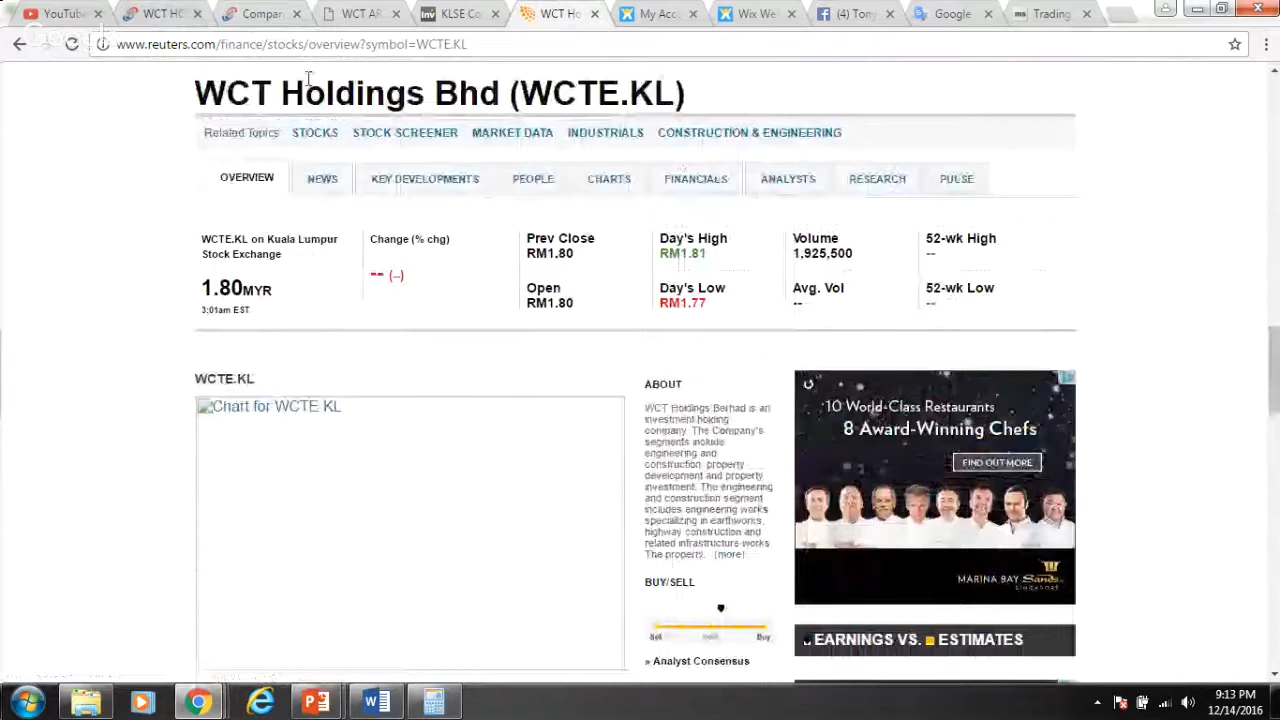 YouTube
WCT HO
Compan
WCT AR
KLSE Co
WCT Ho
My Acc
Wix We
(4) Tony
Google
Trading
www.reuters.com/finance/stocks/overview?symbol=WCTE.KL
WCT Holdings Bhd (WCTE.KL)
Related Topics: STOCKS STOCK SCREENER MARKET DATA INDUSTRIALS CONSTRUCTION & ENGINEERING
OVERVIEW NEWS KEY DEVELOPMENTS PEOPLE CHARTS FINANCIALS ANALYSTS RESEARCH PULSE
WCTE.KL on Kuala Lumpur
Stock Exchange
1.80MYR
3:01am EST
Change (% chg)
-- (--)
Prev Close
RM1.80
Open
RM1.80
Day's High
RM1.81
Day's Low
RM1.77
Volume
1,925,500
Avg. Vol
--
52-wk High
--
52-wk Low
--
WCTE.KL
Chart for WCTE KL
ABOUT
WCT Holdings Berhad is an
investment holding
company. The Company's
segments include
engineering and
construction, property
development and property
investment. The engineering
and construction segment
includes engineering works
specializing in earthworks,
highway construction and
related infrastructure works.
The property... (more)
BUY/SELL
Sell Hold Buy
» Analyst Consensus
10 World-Class Restaurants
8 Award-Winning Chefs
FIND OUT MORE
MARINA BAY Sands
SINGAPORE
EARNINGS VS. ESTIMATES
9:13 PM
12/14/2016